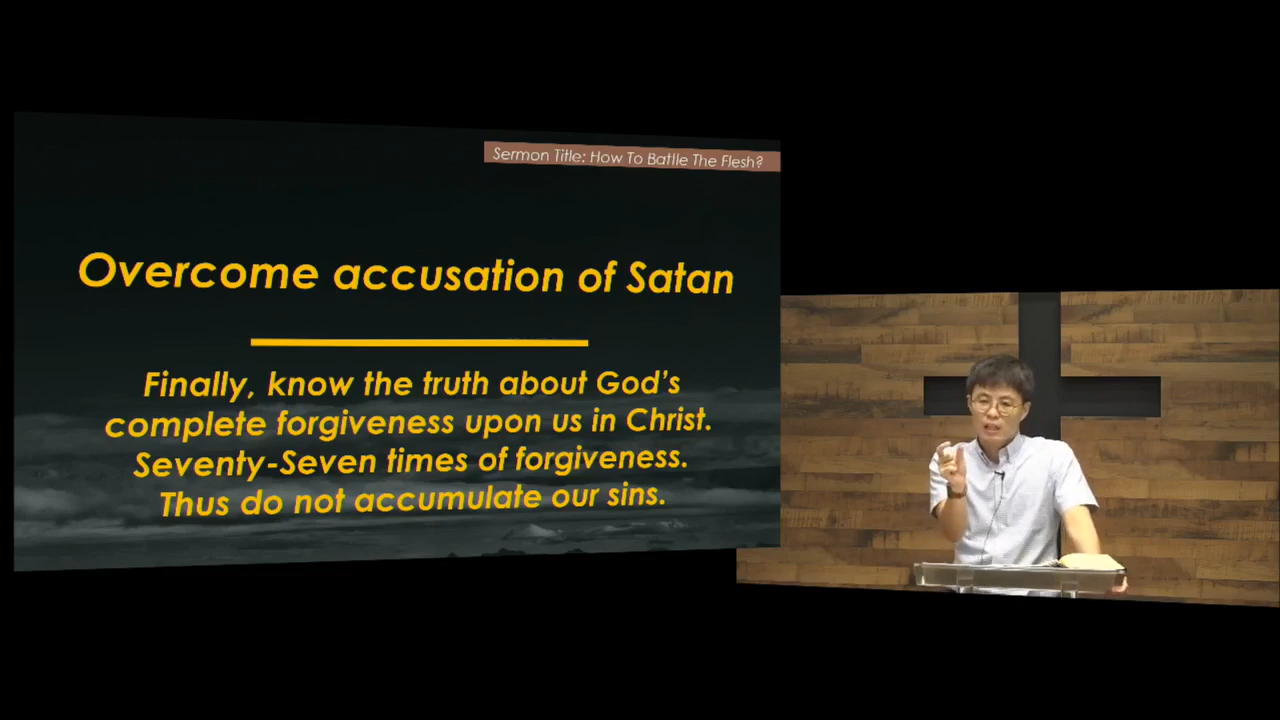 Sermon Title: How To Battle The Flesh?
Overcome accusation of Satan
Finally, know the truth about God's
complete forgiveness upon us in Christ.
Seventy-Seven times of forgiveness.
Thus do not accumulate our sins.